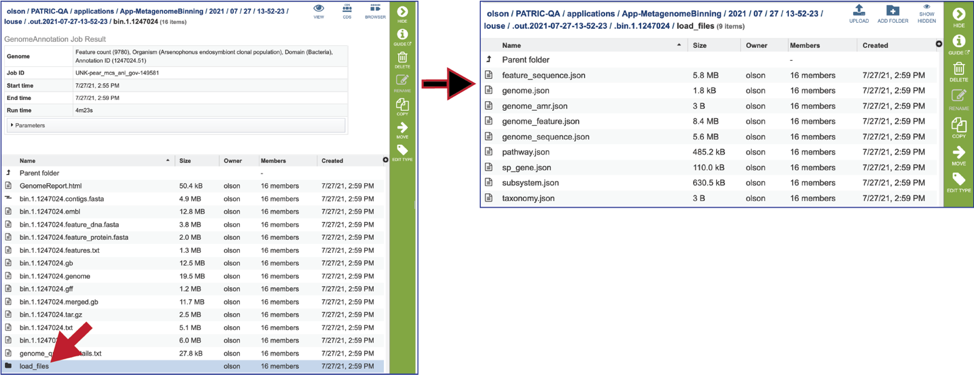 olson / PATRIC-QA / applications / App-MetagenomeBinning / 2021 / 07 / 27 / 13-52-23 /
louse / .out.2021-07-27-13-52-23 / bin.1.1247024 (16 items)
VIEW
CDS
BROWSER
GenomeAnnotation Job Result
Genome
Feature count (9780), Organism (Arsenophonus endosymbiont clonal population), Domain (Bacteria),
Annotation ID (1247024.51)
Job ID UNK-pear_mcs_anl_gov-149581
Start time 7/27/21, 2:55 PM
End time 7/27/21, 2:59 PM
Run time 4m23s
Parameters
Name Size Owner Members Created
Parent folder -
GenomeReport.html 50.4 kB olson 16 members 7/27/21, 2:59 PM
bin.1.1247024.contigs.fasta 4.9 MB olson 16 members 7/27/21, 2:59 PM
bin.1.1247024.embl 12.8 MB olson 16 members 7/27/21, 2:59 PM
bin.1.1247024.feature_dna.fasta 3.8 MB olson 16 members 7/27/21, 2:59 PM
bin.1.1247024.feature_protein.fasta 2.0 MB olson 16 members 7/27/21, 2:59 PM
bin.1.1247024.features.txt 1.3 MB olson 16 members 7/27/21, 2:59 PM
bin.1.1247024.gb 12.5 MB olson 16 members 7/27/21, 2:59 PM
bin.1.1247024.genome 19.5 MB olson 16 members 7/27/21, 2:59 PM
bin.1.1247024.gff 1.2 MB olson 16 members 7/27/21, 2:59 PM
bin.1.1247024.merged.gb 11.7 MB olson 16 members 7/27/21, 2:59 PM
bin.1.1247024.tar.gz 2.5 MB olson 16 members 7/27/21, 2:59 PM
bin.1.1247024.txt 5.1 MB olson 16 members 7/27/21, 2:59 PM
bin.1.12470 6.0 MB olson 16 members 7/27/21, 2:59 PM
genome_q ails.txt 27.8 kB olson 16 members 7/27/21, 2:59 PM
load_files olson 16 members 7/27/21, 2:59 PM
HIDE
GUIDE
DELETE
RENAME
COPY
MOVE
EDIT TYPE
olson / PATRIC-QA / applications / App-MetagenomeBinning / 2021 / 07 / 27 / 13-52-23 /
louse / .out.2021-07-27-13-52-23 / .bin.1.1247024 / load_files (9 items)
UPLOAD
ADD FOLDER
SHOW
HIDDEN
Name Size Owner Members Created
Parent folder -
feature_sequence.json 5.8 MB olson 16 members 7/27/21, 2:59 PM
genome.json 1.8 kB olson 16 members 7/27/21, 2:59 PM
genome_amr.json 3 B olson 16 members 7/27/21, 2:59 PM
genome_feature.json 8.4 MB olson 16 members 7/27/21, 2:59 PM
genome_sequence.json 5.6 MB olson 16 members 7/27/21, 2:59 PM
pathway.json 485.2 kB olson 16 members 7/27/21, 2:59 PM
sp_gene.json 110.0 kB olson 16 members 7/27/21, 2:59 PM
subsystem.json 630.5 kB olson 16 members 7/27/21, 2:59 PM
taxonomy.json 3 B olson 16 members 7/27/21, 2:59 PM
HIDE
GUIDE
DELETE
RENAME
COPY
MOVE
EDIT TYPE